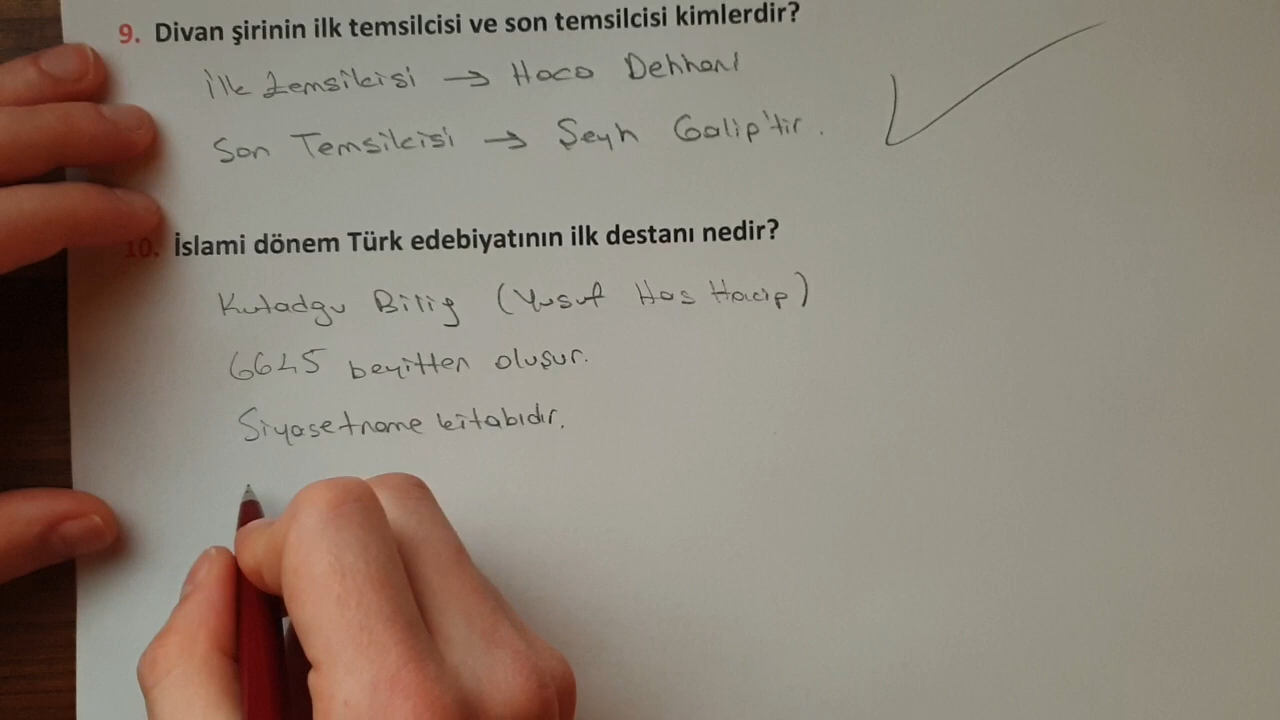 9. Divan şirinin ilk temsilcisi ve son temsilcisi kimlerdir?
İlk temsilcisi → Hoca Dehhani
Son Temsilcisi → Şeyh Galip'tir.
10. İslami dönem Türk edebiyatının ilk destanı nedir?
Kutadgu Bilig (Yusuf Has Hacip)
6645 beyitten oluşur.
Siyasetname kitabıdır.